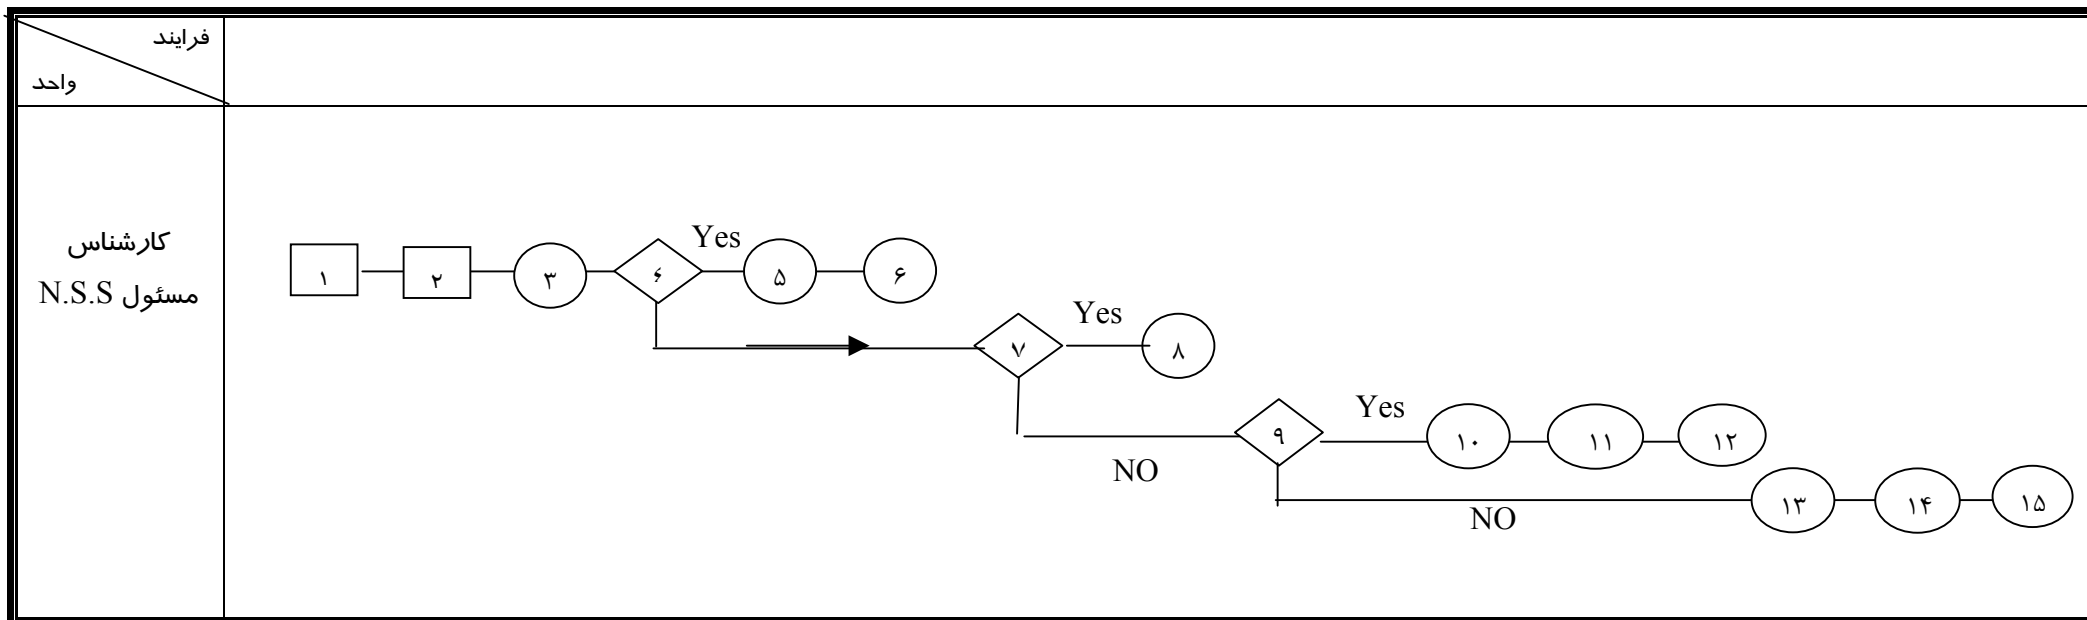 فرایند
واحد
کارشناس
مسئول N.S.S
Yes
۱ ۲ ۳ ۴ ۵ ۶
Yes
۷ ۸
Yes
۹ ۱۰ ۱۱ ۱۲
NO
۱۳ ۱۴ ۱۵
NO